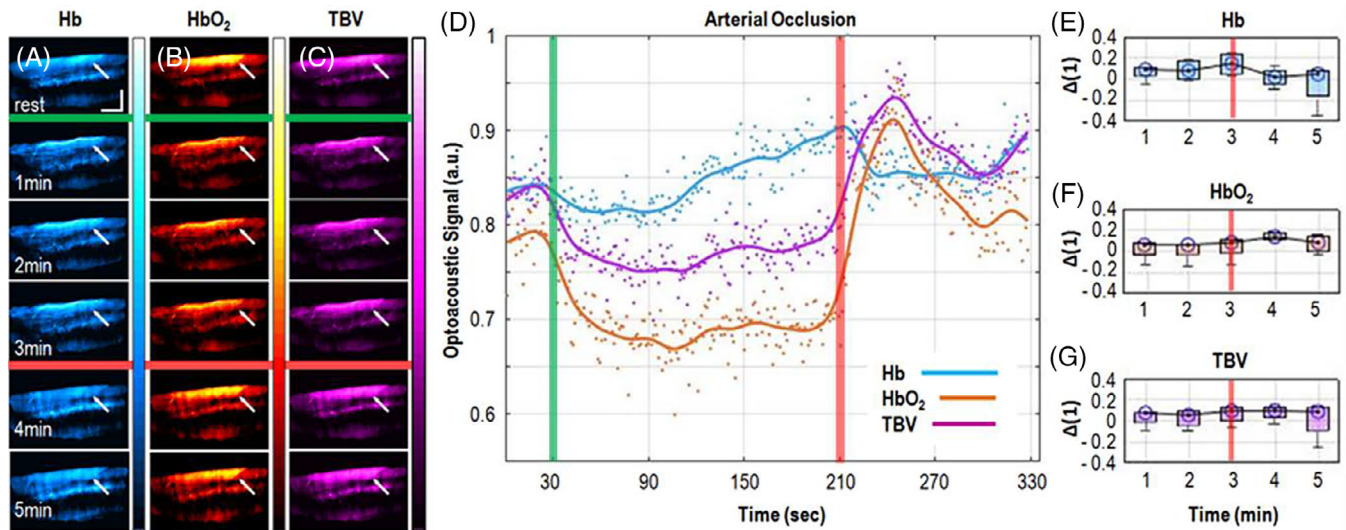 Hb
HbO2
TBV
(A)
(B)
(C)
rest
1min
2min
3min
4min
5min
(D)
Arterial Occlusion
Optoacoustic Signal (a.u.)
1
0.9
0.8
0.7
0.6
Hb
HbO2
TBV
30
90
150
210
270
330
Time (sec)
(E)
Hb
Δ(1)
0.4
0.2
0
- 0.2
- 0.4
1 2 3 4 5
(F)
HbO2
Δ(1)
0.4
0.2
0
- 0.2
- 0.4
1 2 3 4 5
(G)
TBV
Δ(1)
0.4
0.2
0
- 0.2
- 0.4
1 2 3 4 5
Time (min)